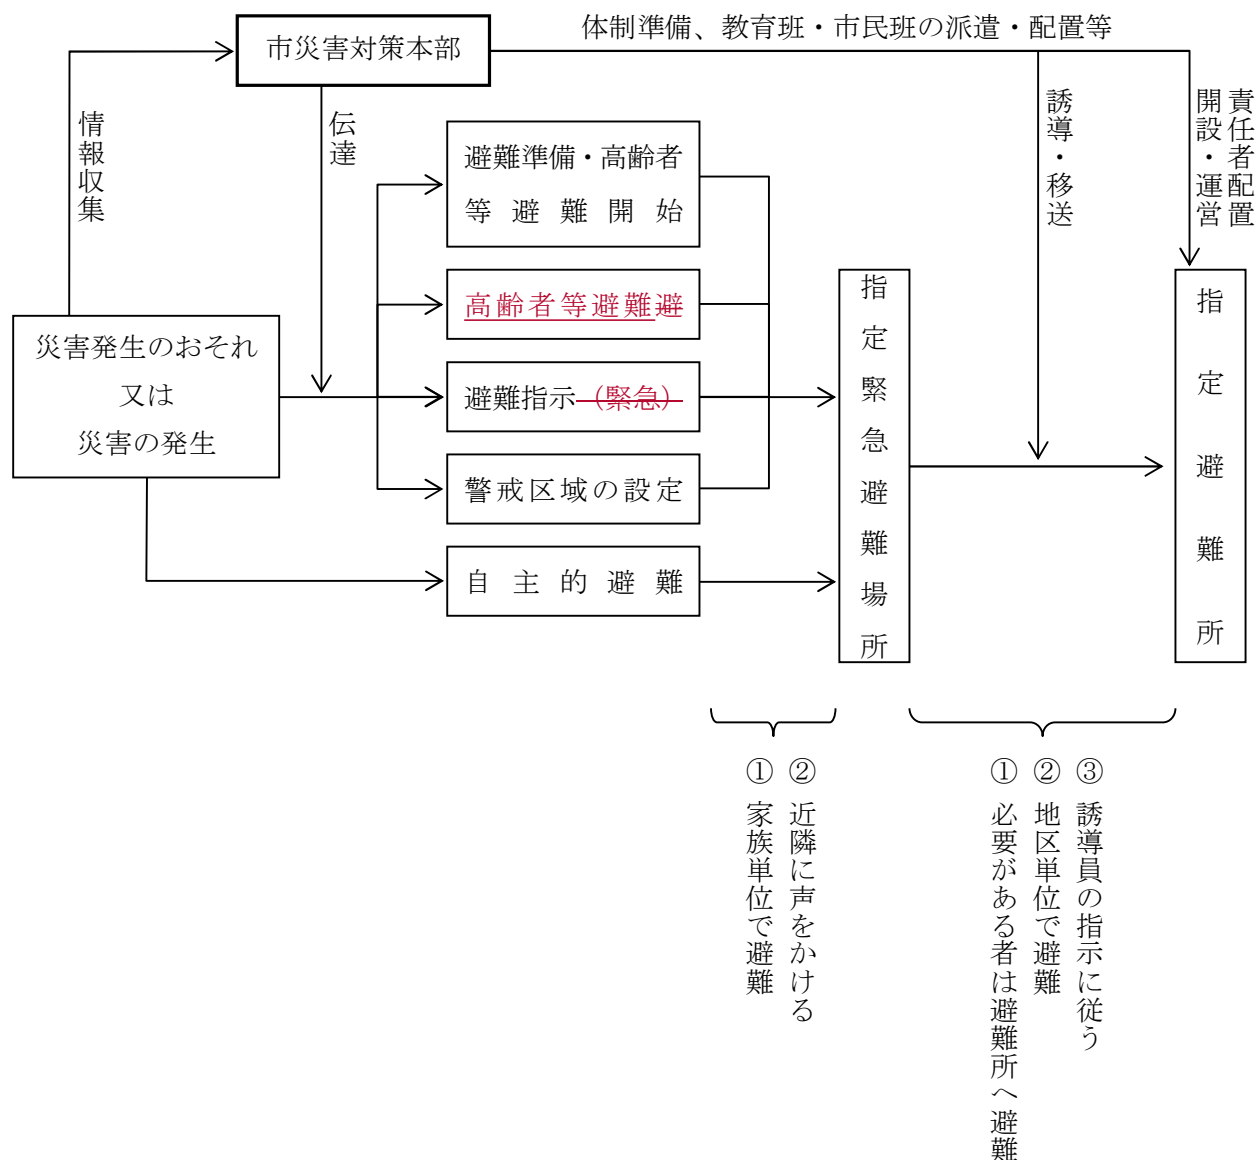 体制準備、教育班・市民班の派遣・配置等
市災害対策本部
情報収集
伝達
誘導・移送
責任者配置
開設・運営
避難準備・高齢者
等避難開始
高齢者等避難避
避難指示（緊急）
警戒区域の設定
自主的避難
災害発生のおそれ
又は
災害の発生
指定緊急避難場所
指定避難所
① 家族単位で避難
② 近隣に声をかける
① 必要がある者は避難所へ避難
② 地区単位で避難
③ 誘導員の指示に従う